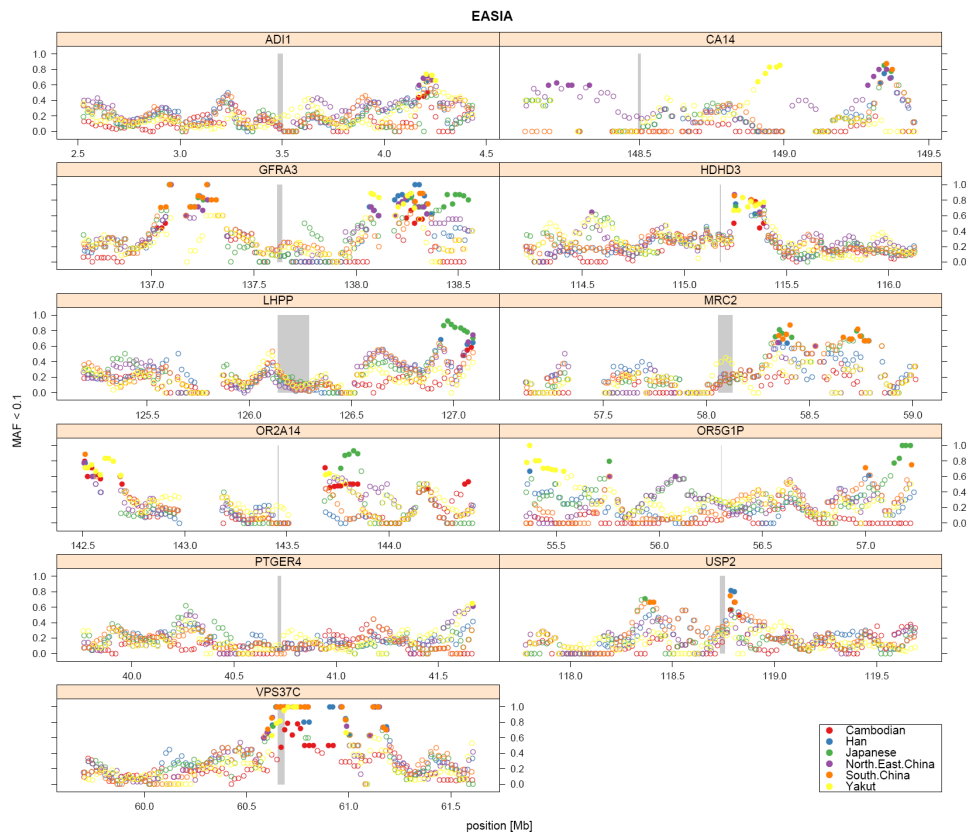 EASIA
ADI1 CA14
1.0
0.8
0.6
0.4
0.2
0.0
2.5 3.0 3.5 4.0 4.5 148.5 149.0 149.5
GFRA3 HDHD3
1.0
0.8
0.6
0.4
0.2
0.0
137.0 137.5 138.0 138.5 114.5 115.0 115.5 116.0
LHPP MRC2
1.0
0.8
0.6
0.4
0.2
0.0
125.5 126.0 126.5 127.0 57.5 58.0 58.5 59.0
OR2A14 OR5G1P
1.0
0.8
0.6
0.4
0.2
0.0
142.5 143.0 143.5 144.0 55.5 56.0 56.5 57.0
PTGER4 USP2
1.0
0.8
0.6
0.4
0.2
0.0
40.0 40.5 41.0 41.5 118.0 118.5 119.0 119.5
VPS37C
1.0
0.8
0.6
0.4
0.2
0.0
60.0 60.5 61.0 61.5
MAF < 0.1
position [Mb]
Cambodian
Han
Japanese
North.East.China
South.China
Yakut